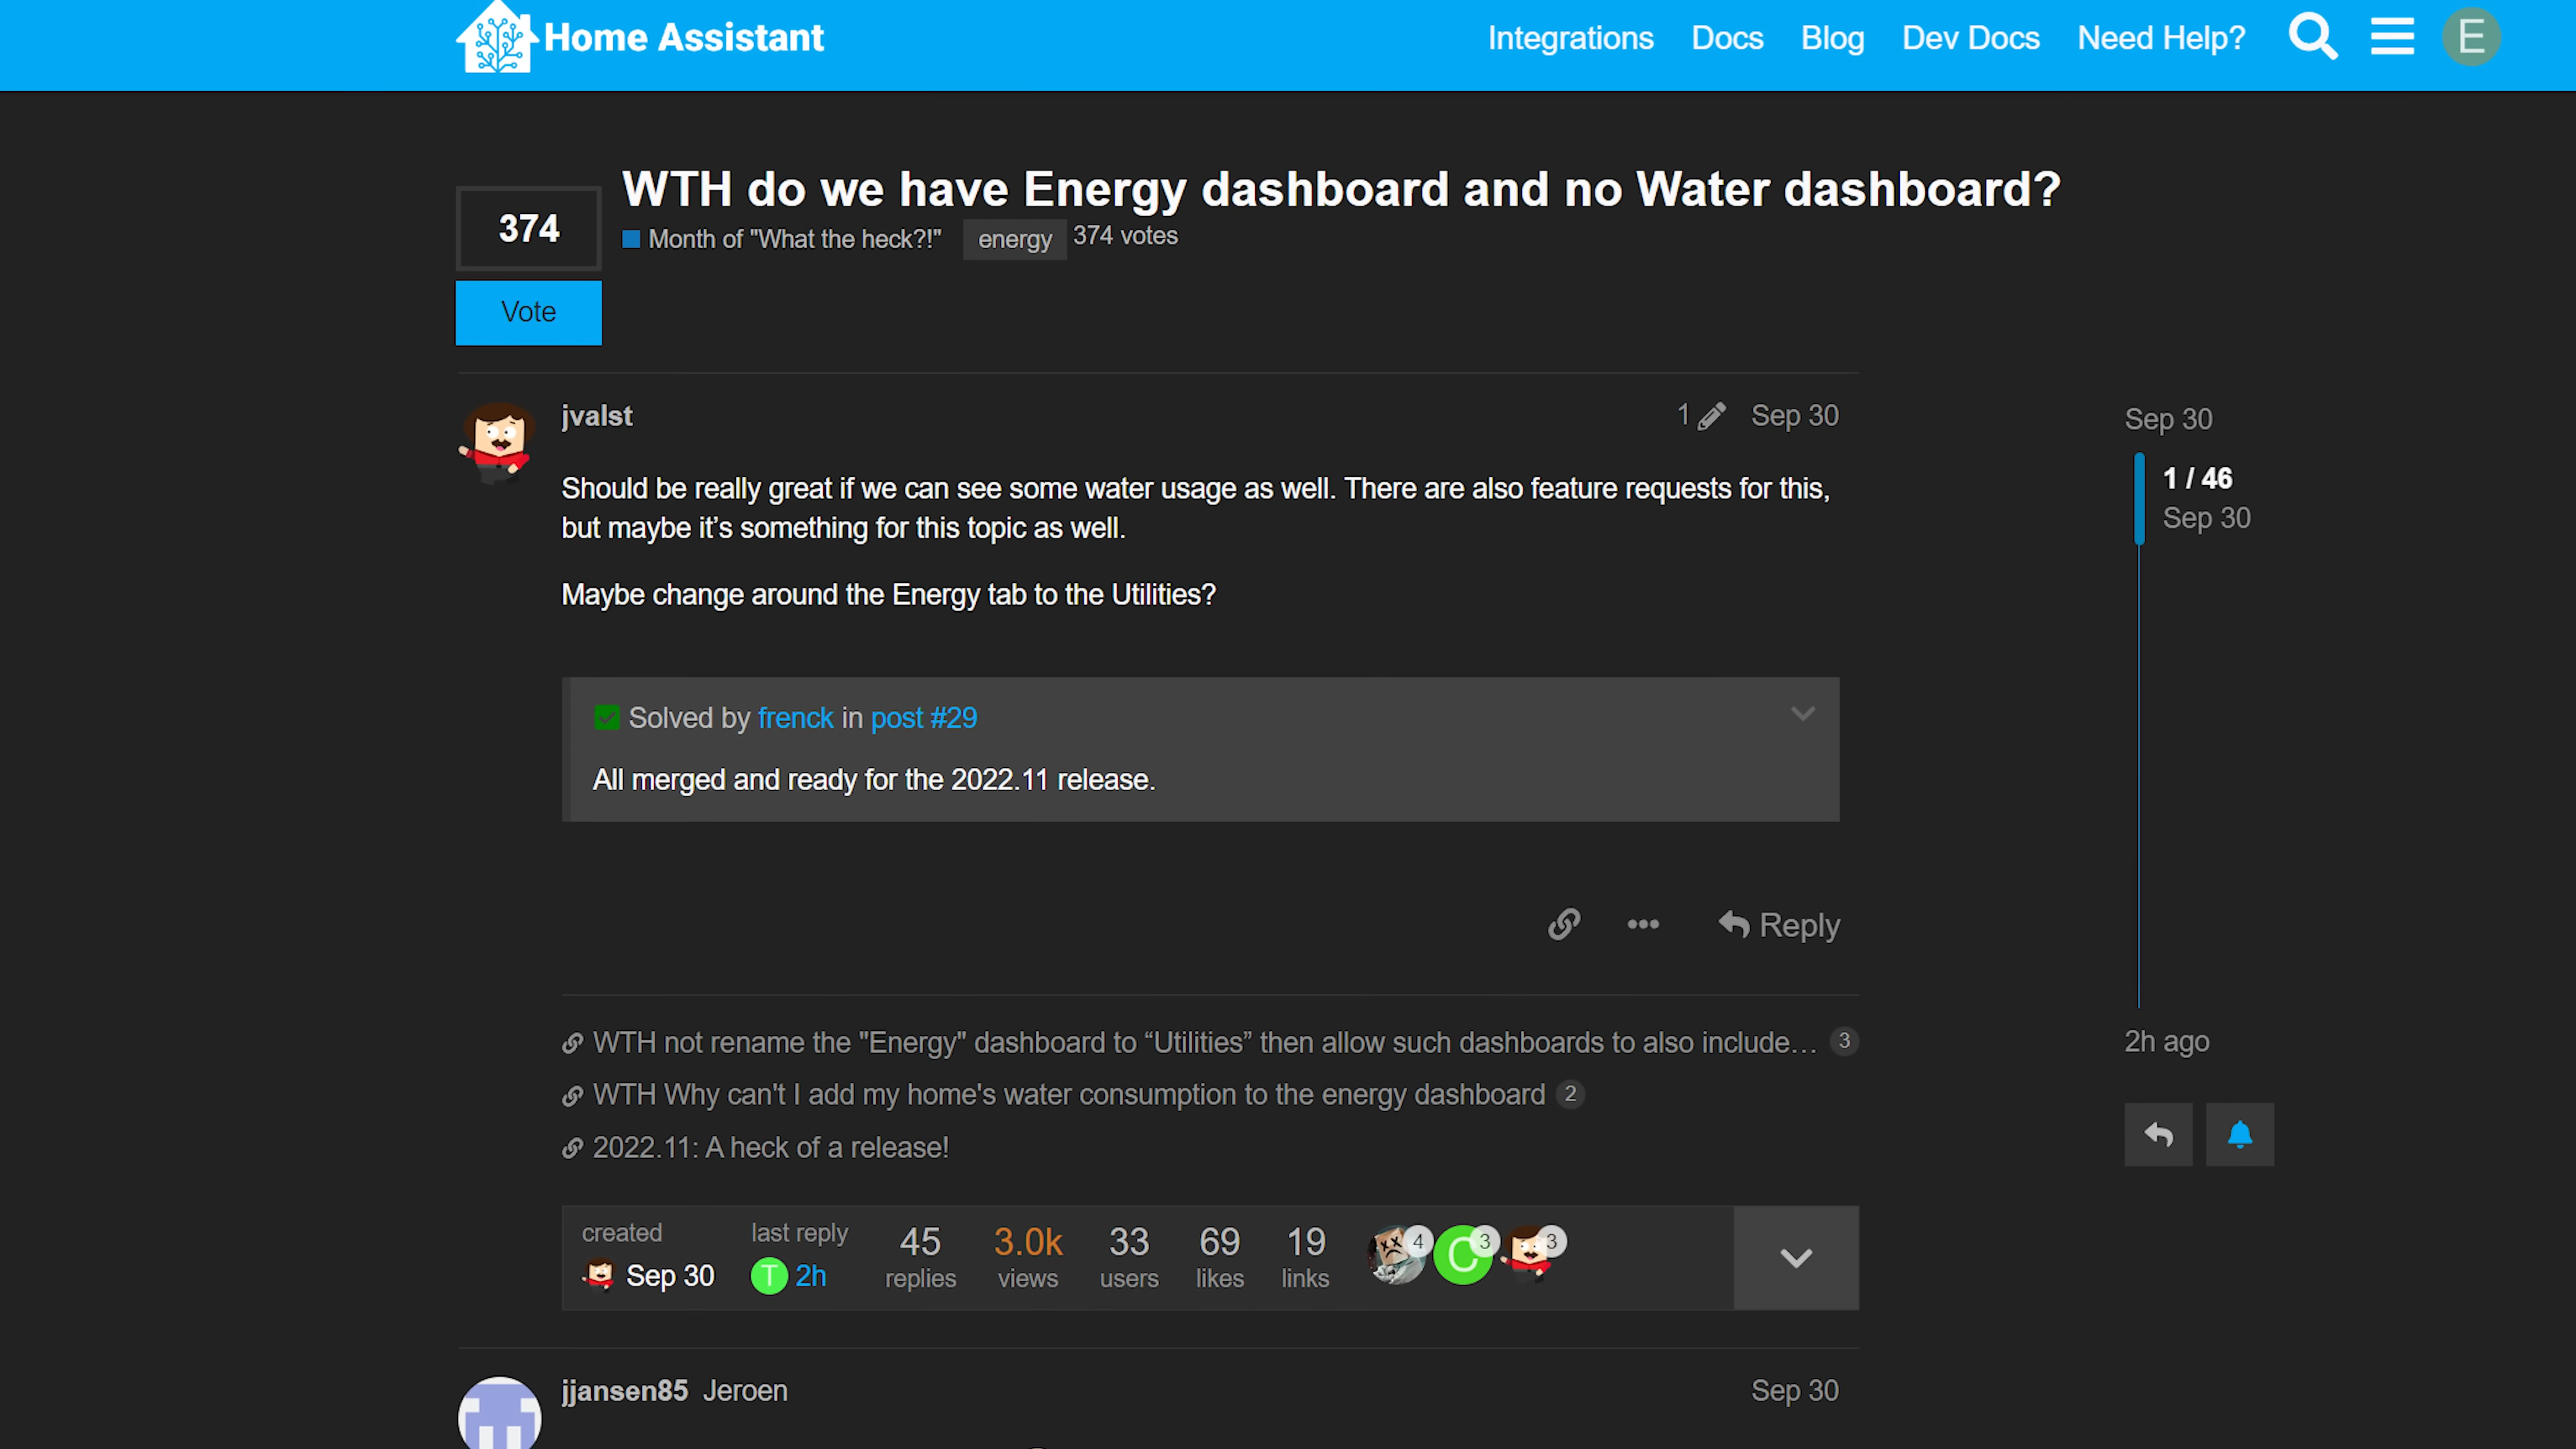 Home Assistant
Integrations Docs Blog Dev Docs Need Help? E
374
WTH do we have Energy dashboard and no Water dashboard?
Month of "What the heck?!" energy 374 votes
Vote
jvalst 1 Sep 30
Should be really great if we can see some water usage as well. There are also feature requests for this,
but maybe it’s something for this topic as well.
Maybe change around the Energy tab to the Utilities?
Solved by frenck in post #29
All merged and ready for the 2022.11 release.
Reply
Sep 30
1 / 46
Sep 30
2h ago
WTH not rename the "Energy" dashboard to “Utilities” then allow such dashboards to also include… 3
WTH Why can't I add my home's water consumption to the energy dashboard 2
2022.11: A heck of a release!
created last reply 45 3.0k 33 69 19 4 C 3 3
Sep 30 T 2h replies views users likes links
jjansen85 Jeroen Sep 30